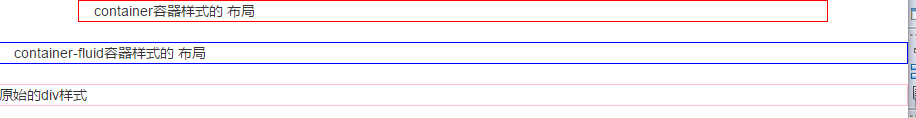 container容器样式的 布局
container-fluid容器样式的 布局
原始的div样式